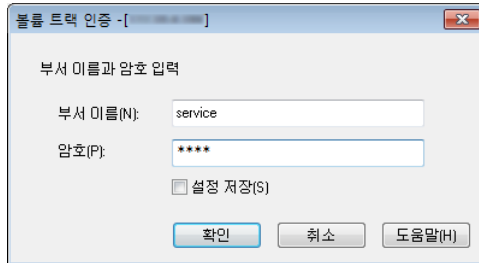 볼륨 트랙 인증 -[ ]
부서 이름과 암호 입력
부서 이름(N): service
암호(P): ****
설정 저장(S)
확인 취소 도움말(H)